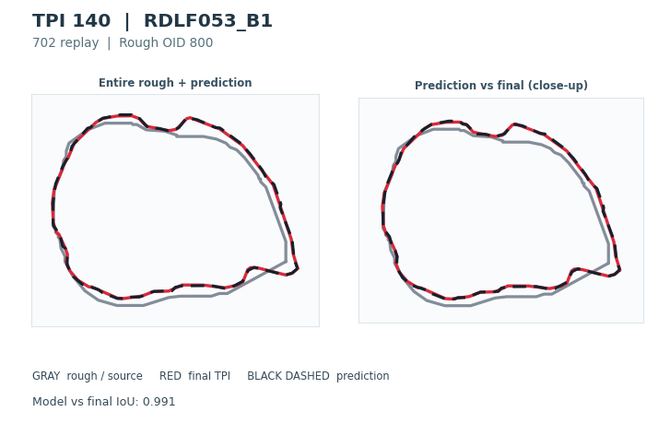 TPI 140 | RDLF053_B1
702 replay | Rough OID 800
Entire rough + prediction
Prediction vs final (close-up)
GRAY rough / source RED final TPI BLACK DASHED prediction
Model vs final IoU: 0.991